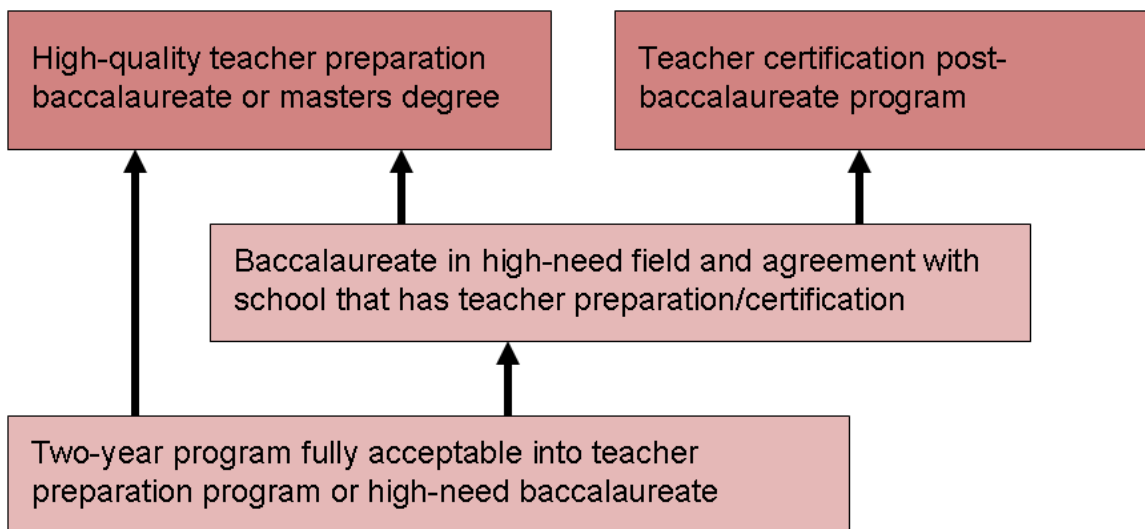 High-quality teacher preparation
baccalaureate or masters degree
Teacher certification post-
baccalaureate program
Baccalaureate in high-need field and agreement with
school that has teacher preparation/certification
Two-year program fully acceptable into teacher
preparation program or high-need baccalaureate